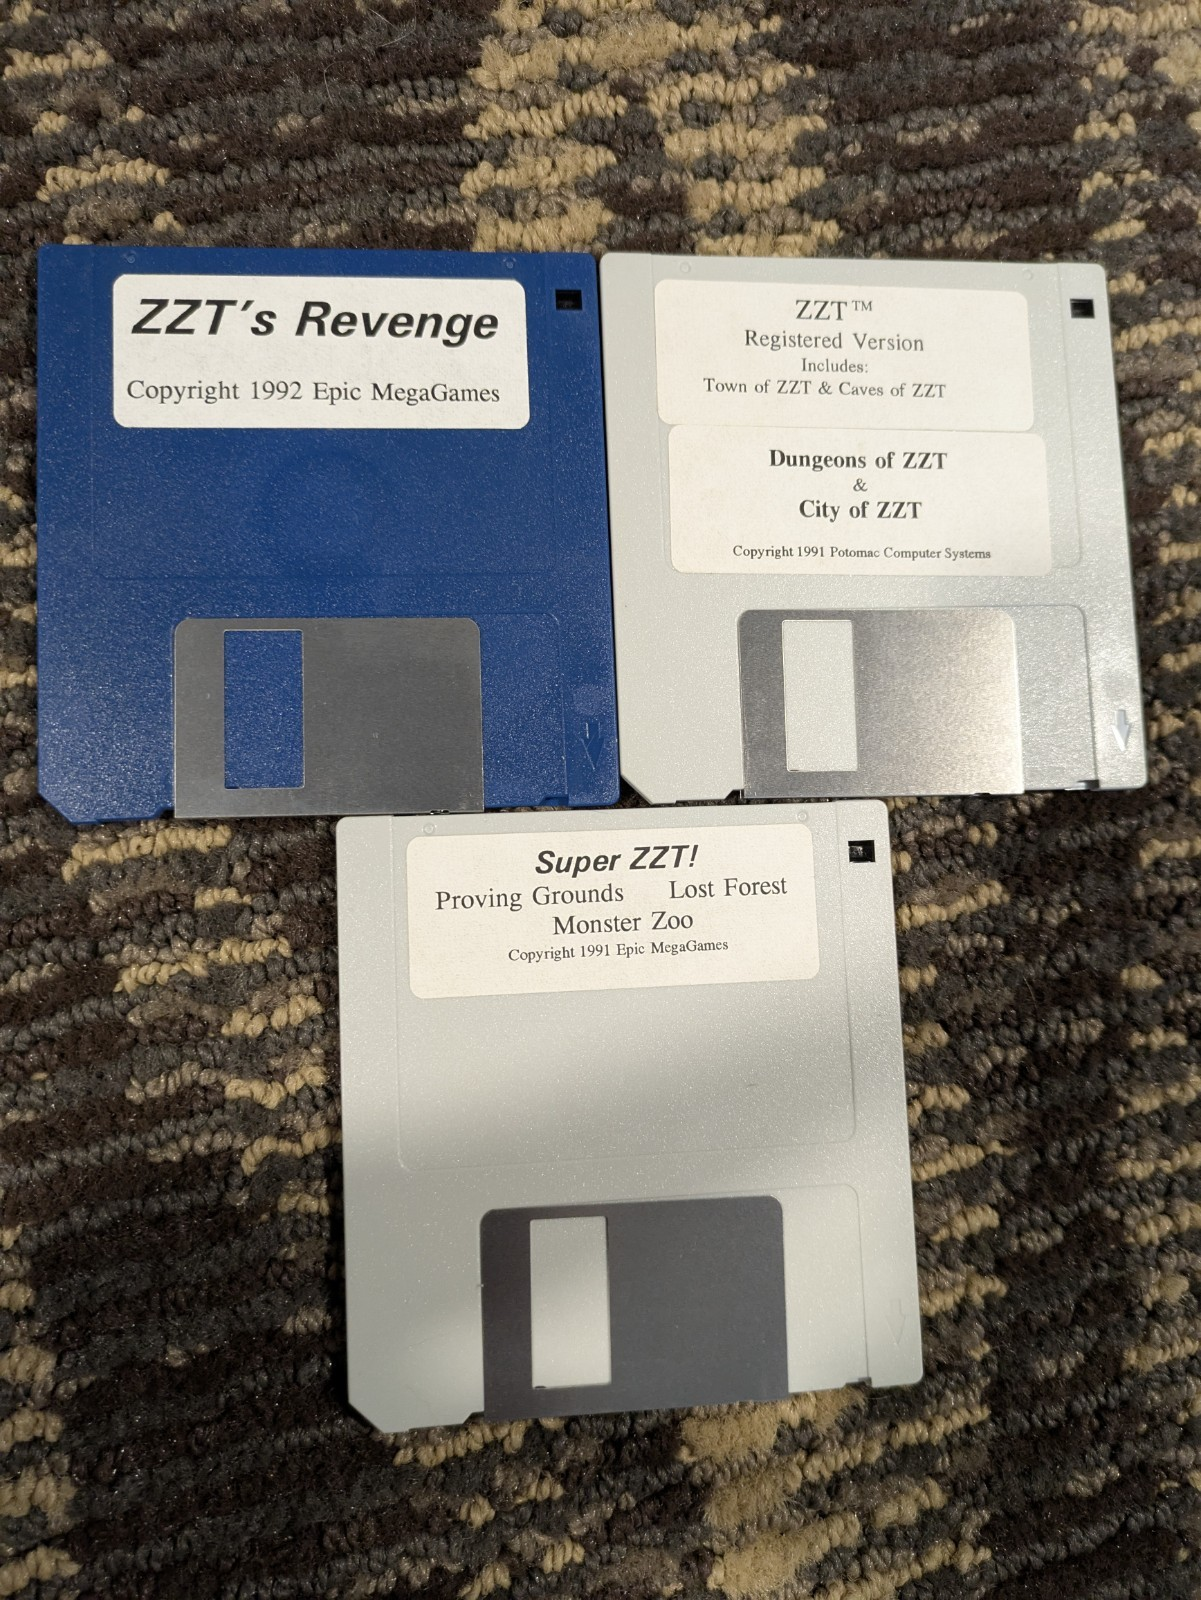 ZZT's Revenge
Copyright 1992 Epic MegaGames
ZZT™
Registered Version
Includes:
Town of ZZT & Caves of ZZT
Dungeons of ZZT
&
City of ZZT
Copyright 1991 Potomac Computer Systems
Super ZZT!
Proving Grounds Lost Forest
Monster Zoo
Copyright 1991 Epic MegaGames